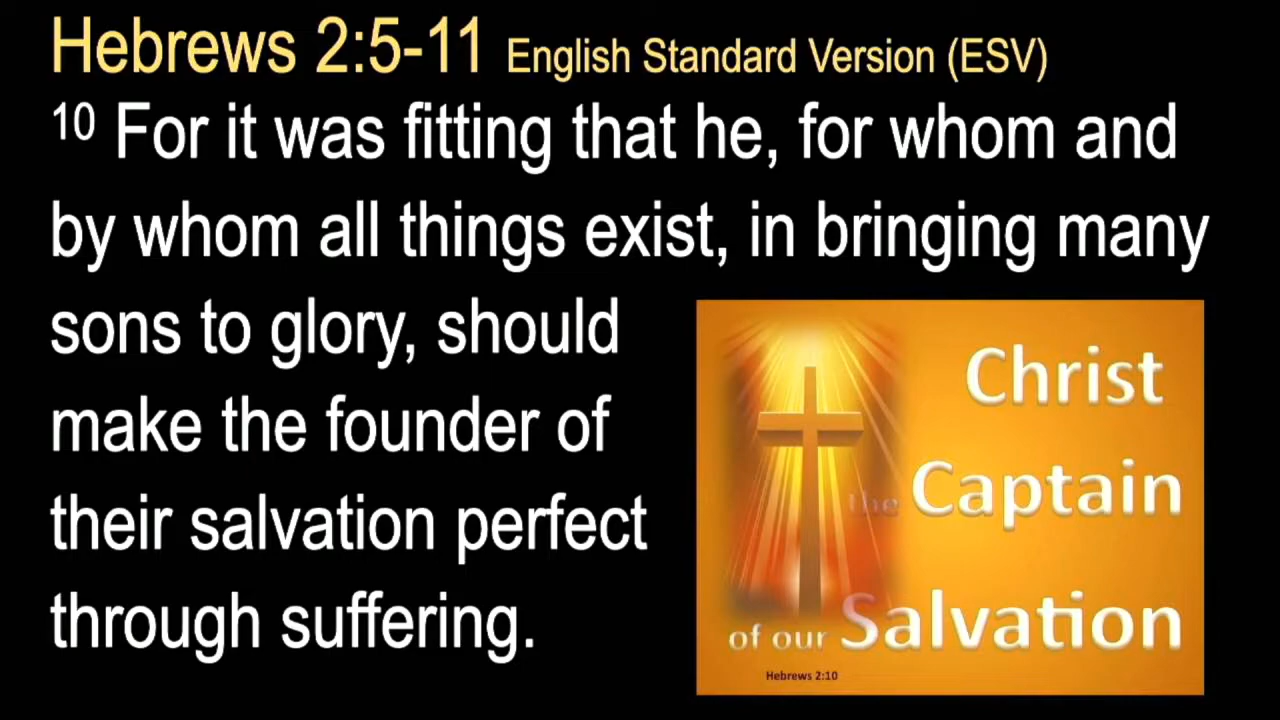 Hebrews 2:5-11 English Standard Version (ESV)
10 For it was fitting that he, for whom and
by whom all things exist, in bringing many
sons to glory, should
make the founder of
their salvation perfect
through suffering.
Christ
the Captain
of our Salvation
Hebrews 2:10